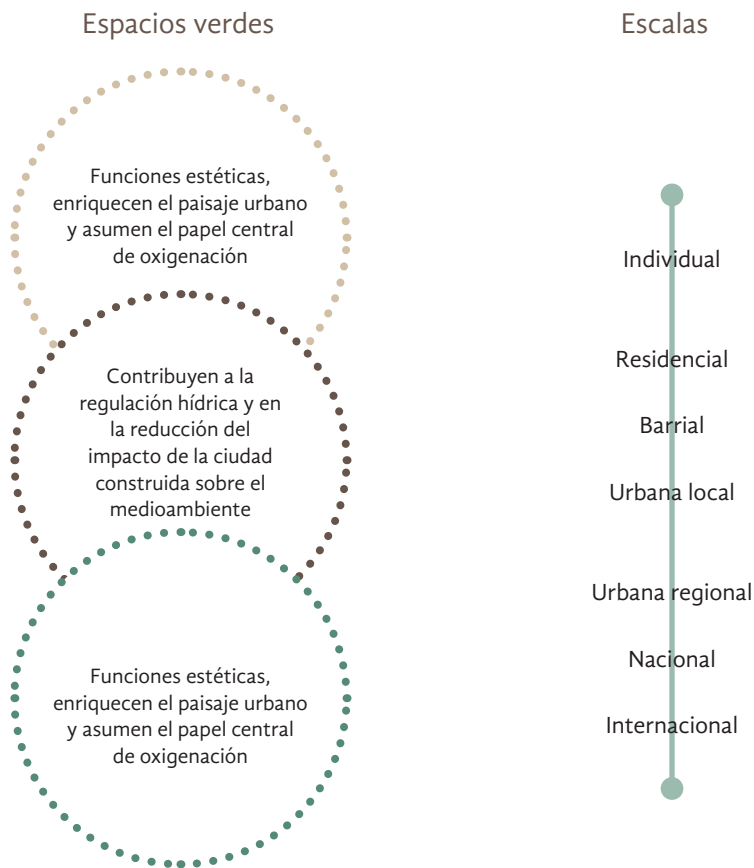 Espacios verdes
Funciones estéticas,
enriquecen el paisaje urbano
y asumen el papel central
de oxigenación
Contribuyen a la
regulación hídrica y en
la reducción del
impacto de la ciudad
construida sobre el
medioambiente
Funciones estéticas,
enriquecen el paisaje urbano
y asumen el papel central
de oxigenación
Escalas
Individual
Residencial
Barrial
Urbana local
Urbana regional
Nacional
Internacional